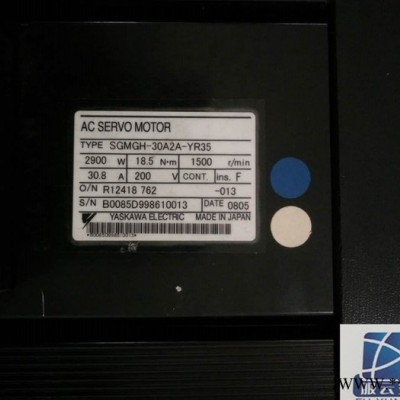 AC SERVO MOTOR
TYPE SGMGH-30A2A-YR35
2900 W 18.5 N·m 1500 r/min
30.8 A 200 V CONT. ins. F
O/N R12418 762 -013
S/N B0085D998610013 DATE 0805
YASKAWA ELECTRIC MADE IN JAPAN
*B0085D998610013*